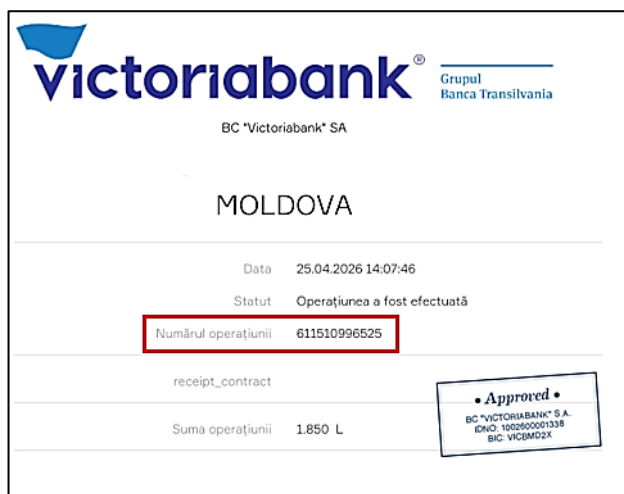 victoriabank®
Grupul
Banca Transilvania
BC "Victoriabank" SA
MOLDOVA
Data 25.04.2026 14:07:46
Statut Operațiunea a fost efectuată
Numărul operațiunii 611510996525
receipt_contract
Suma operațiunii 1.850 L
• Approved •
BC "VICTORIABANK" S.A.
IDNO: 1002600001338
BIC: VICBMD2X